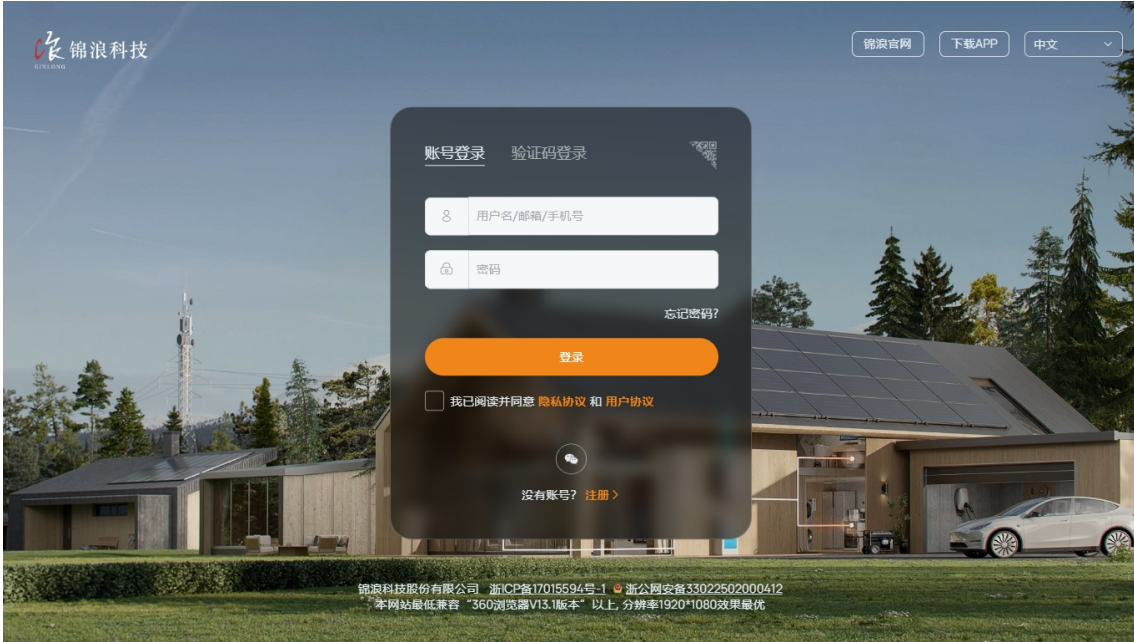 锦浪科技
GINLONG
锦浪官网 下载APP 中文
账号登录 验证码登录
用户名/邮箱/手机号
密码
忘记密码?
登录
我已阅读并同意 隐私协议 和 用户协议
没有账号? 注册 >
锦浪科技股份有限公司 浙ICP备17015594号-1 浙公网安备33022502000412
本网站最低兼容“360浏览器V13.1版本”以上, 分辨率1920*1080效果最优